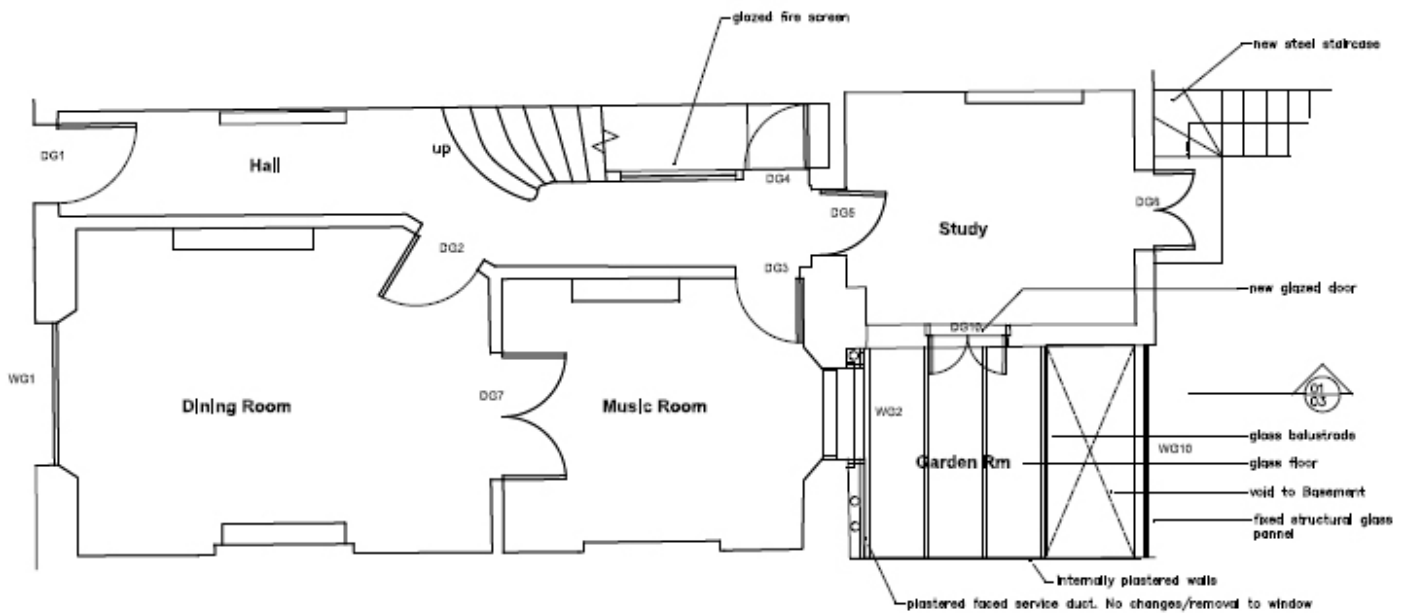 glazed fire screen
new steel staircase
DG1
Hall
up
DG4
DG5
DG6
DG2
Study
DG3
new glazed door
DG10
WG1
Dining Room
DG7
Music Room
WG2
01
03
glass balustrade
Garden Rm
glass floor
WG10
void to Basement
fixed structural glass
pannel
internally plastered walls
plastered faced service duct. No changes/removal to window